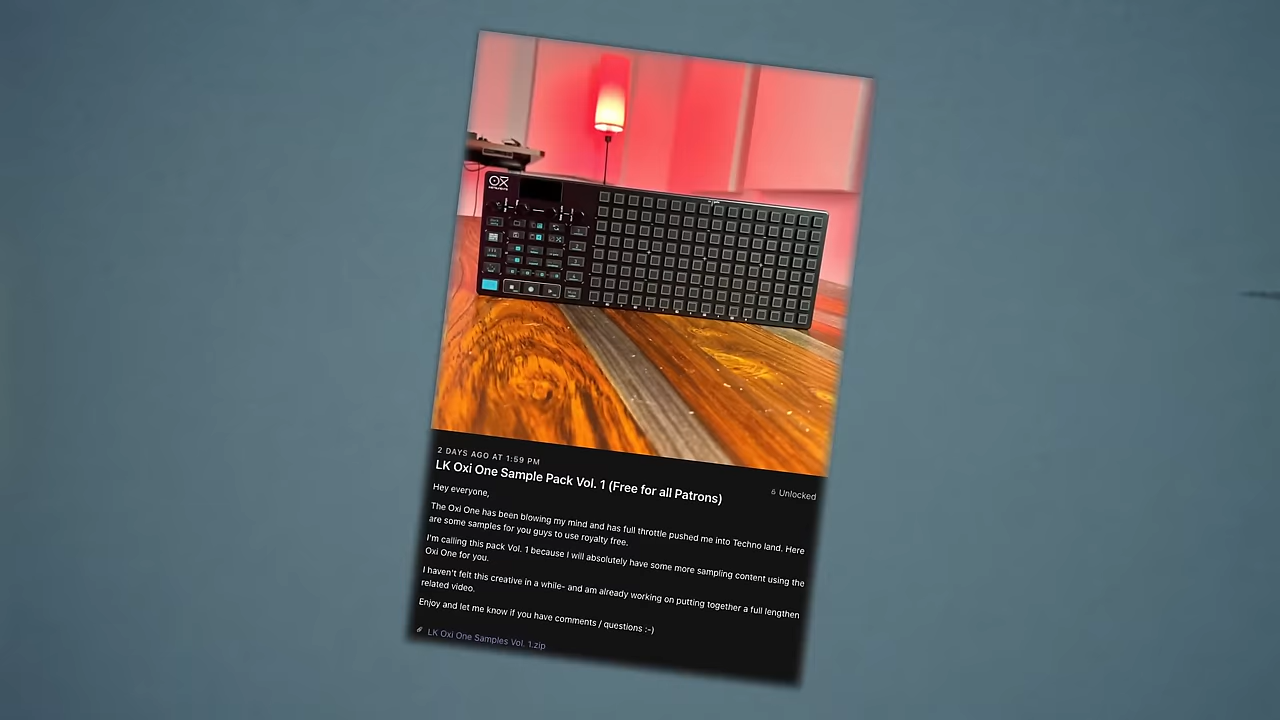 OX
2 DAYS AGO AT 1:59 PM
LK Oxi One Sample Pack Vol. 1 (Free for all Patrons)
Unlocked
Hey everyone,
The Oxi One has been blowing my mind and has full throttle pushed me into Techno land. Here
are some samples for you guys to use royalty free.
I'm calling this pack Vol. 1 because I will absolutely have some more sampling content using the
Oxi One for you.
I haven't felt this creative in a while- and am already working on putting together a full lengthen
related video.
Enjoy and let me know if you have comments / questions :-)
LK Oxi One Samples Vol. 1.zip